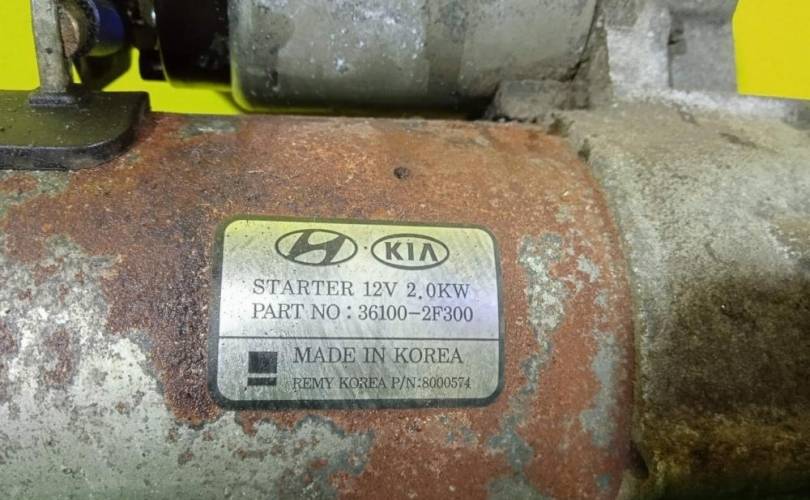 KIA
STARTER 12V 2.0KW
PART NO : 36100-2F300
MADE IN KOREA
REMY KOREA P/N:8000574